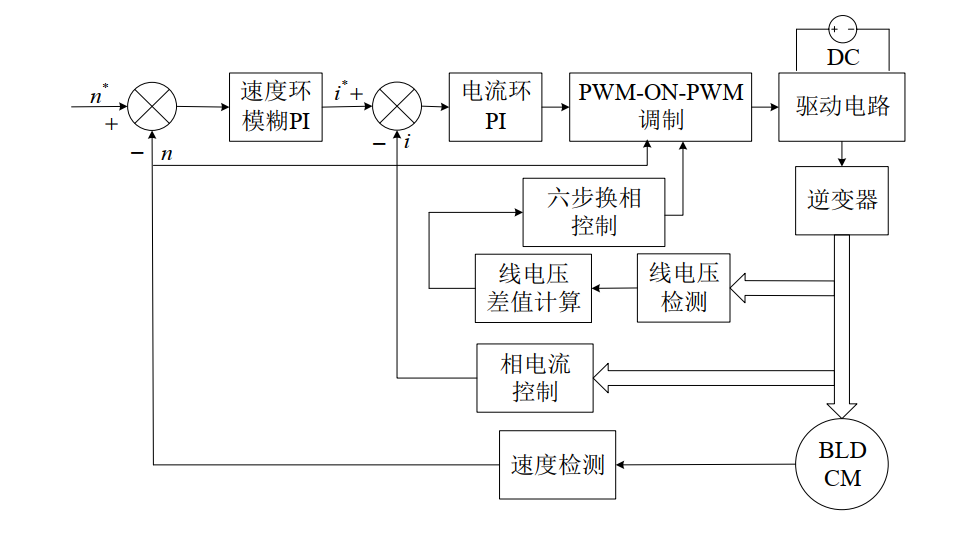 + −
DC
n*
+
速度环
模糊PI
i*+
电流环
PI
PWM-ON-PWM
调制
驱动电路
− n
− i
六步换相
控制
逆变器
线电压
差值计算
线电压
检测
相电流
控制
速度检测
BLD
CM